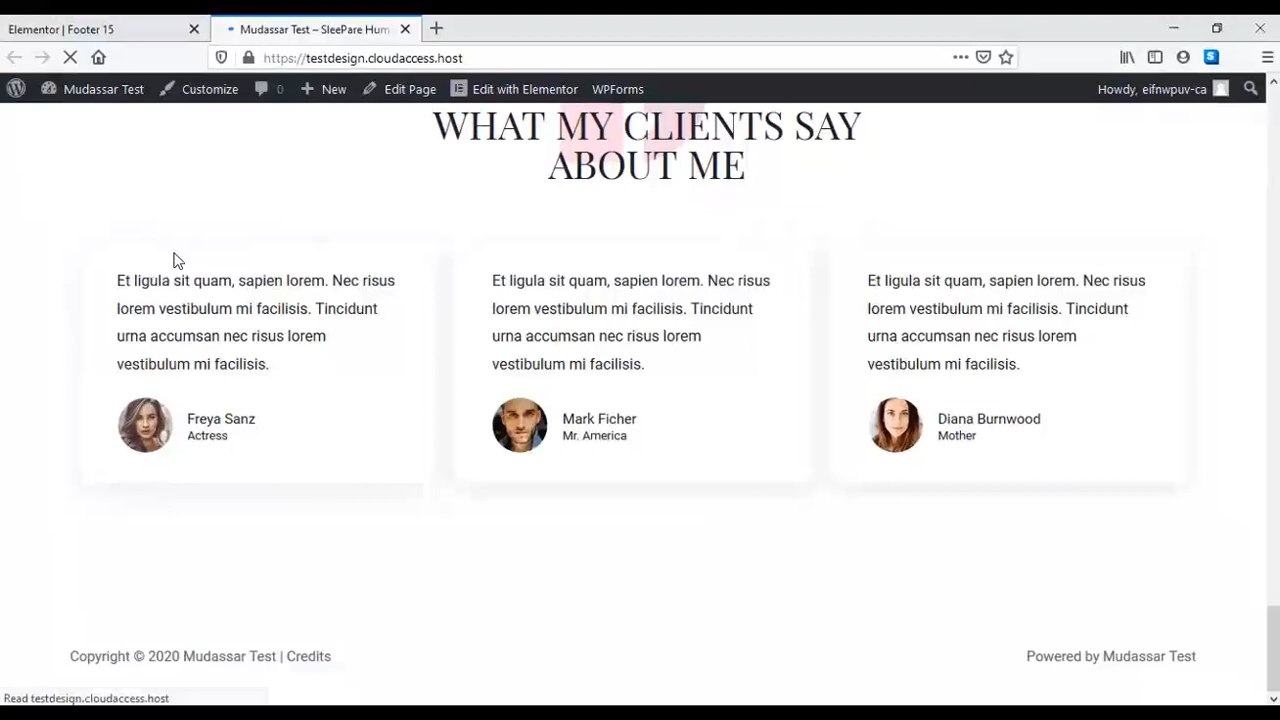 Elementor | Footer 15
Mudassar Test – SleePare Hum
https://testdesign.cloudaccess.host
Mudassar Test
Customize
0
New
Edit Page
Edit with Elementor
WPForms
Howdy, eifnwpuv-ca
WHAT MY CLIENTS SAY
ABOUT ME
Et ligula sit quam, sapien lorem. Nec risus
lorem vestibulum mi facilisis. Tincidunt
urna accumsan nec risus lorem
vestibulum mi facilisis.
Freya Sanz
Actress
Et ligula sit quam, sapien lorem. Nec risus
lorem vestibulum mi facilisis. Tincidunt
urna accumsan nec risus lorem
vestibulum mi facilisis.
Mark Ficher
Mr. America
Et ligula sit quam, sapien lorem. Nec risus
lorem vestibulum mi facilisis. Tincidunt
urna accumsan nec risus lorem
vestibulum mi facilisis.
Diana Burnwood
Mother
Copyright © 2020 Mudassar Test | Credits
Powered by Mudassar Test
Read testdesign.cloudaccess.host